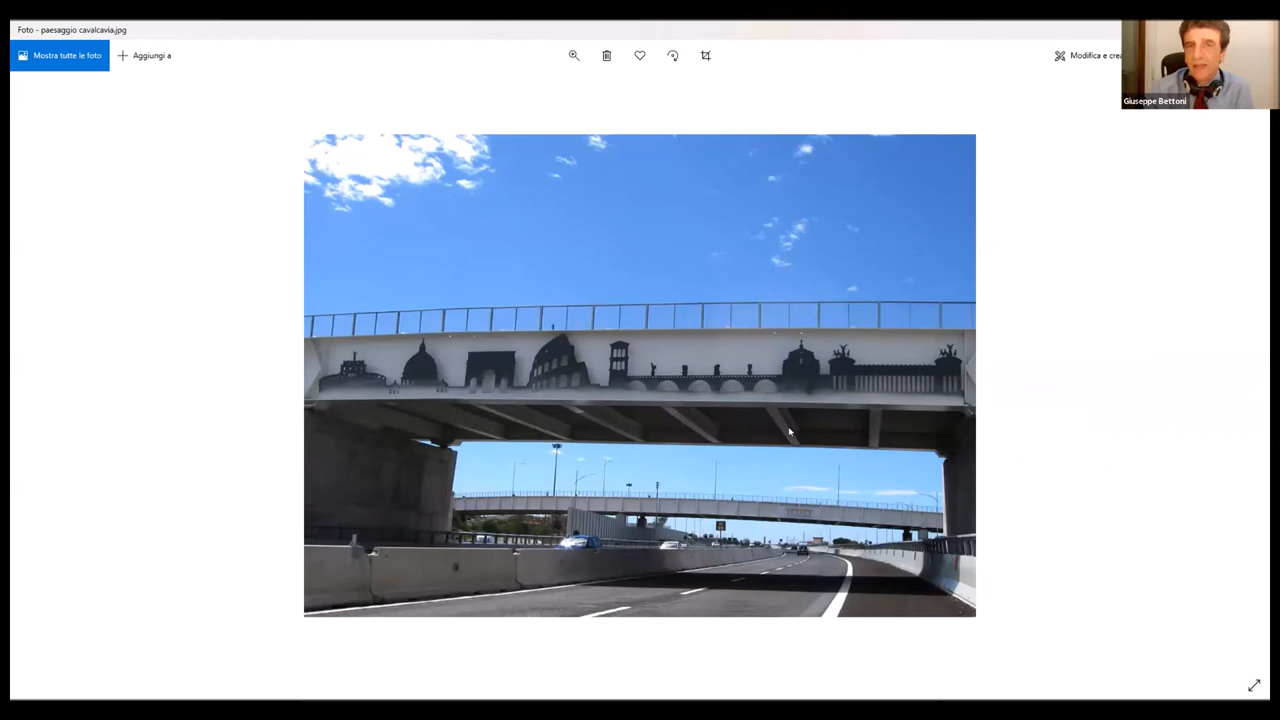 Foto - paesaggio cavalcavia.jpg
Mostra tutte le foto
Aggiungi a
Modifica e crea
Giuseppe Bettoni